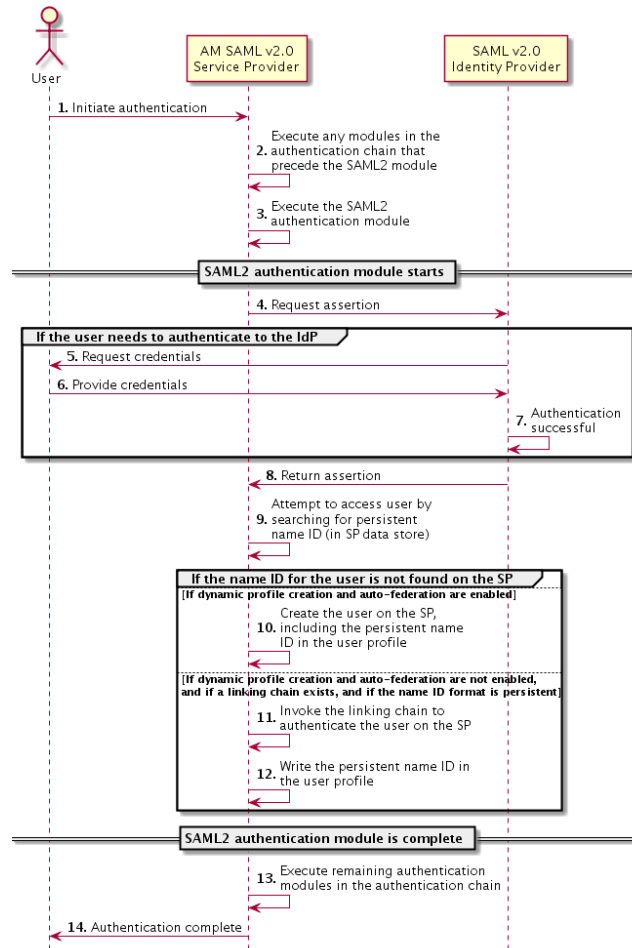 User
AM SAML v2.0
Service Provider
SAML v2.0
Identity Provider
1. Initiate authentication
Execute any modules in the
2. authentication chain that
precede the SAML2 module
3. Execute the SAML2
authentication module
SAML2 authentication module starts
4. Request assertion
If the user needs to authenticate to the IdP
5. Request credentials
6. Provide credentials
7. Authentication
successful
8. Return assertion
Attempt to access user by
9. searching for persistent
name ID (in SP data store)
If the name ID for the user is not found on the SP
[If dynamic profile creation and auto-federation are enabled]
Create the user on the SP,
10. including the persistent name
ID in the user profile
[If dynamic profile creation and auto-federation are not enabled,
and if a linking chain exists, and if the name ID format is persistent]
11. Invoke the linking chain to
authenticate the user on the SP
12. Write the persistent name ID in
the user profile
SAML2 authentication module is complete
13. Execute remaining authentication
modules in the authentication chain
14. Authentication complete